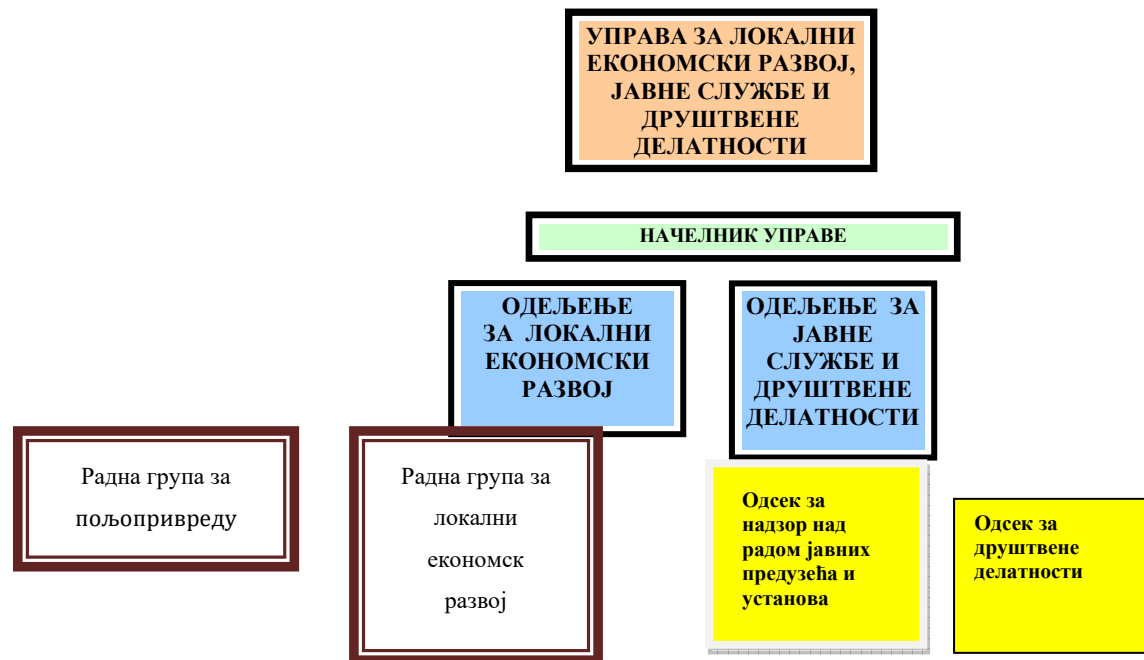 УПРАВА ЗА ЛОКАЛНИ
ЕКОНОМСКИ РАЗВОЈ,
ЈАВНЕ СЛУЖБЕ И
ДРУШТВЕНЕ
ДЕЛАТНОСТИ
НАЧЕЛНИК УПРАВЕ
ОДЕЉЕЊЕ
ЗА ЛОКАЛНИ
ЕКОНОМСКИ
РАЗВОЈ
ОДЕЉЕЊЕ ЗА
ЈАВНЕ
СЛУЖБЕ И
ДРУШТВЕНЕ
ДЕЛАТНОСТИ
Радна група за
пољопривреду
Радна група за
локални
економск
развој
Одсек за
надзор над
радом јавних
предузећа и
установа
Одсек за
друштвене
делатности